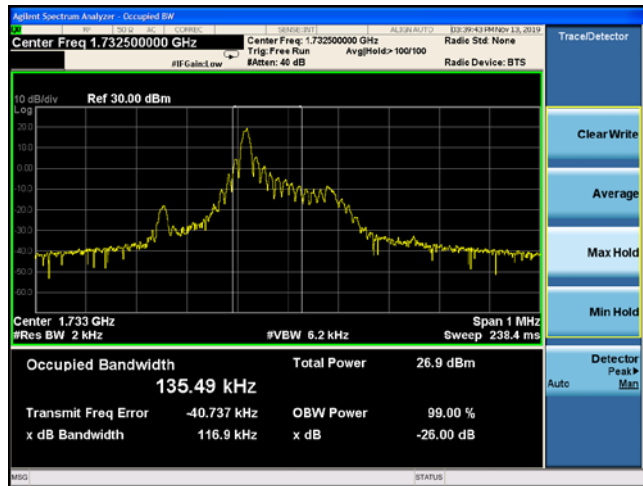 Agilent Spectrum Analyzer - Occupied BW
RF 50 Ω AC CORREC SENSE:INT ALIGN AUTO 03:39:43 PM Nov 13, 2019
Center Freq 1.732500000 GHz Center Freq: 1.732500000 GHz Radio Std: None Trace/Detector
Trig: Free Run Avg|Hold:> 100/100
#IFGain:Low #Atten: 40 dB Radio Device: BTS
10 dB/div Ref 30.00 dBm
Log
20.0
10.0
0.00
-10.0
-20.0
-30.0
-40.0
-50.0
-60.0
Clear Write
Average
Max Hold
Min Hold
Center 1.733 GHz Span 1 MHz
#Res BW 2 kHz #VBW 6.2 kHz Sweep 238.4 ms
Occupied Bandwidth Total Power 26.9 dBm
135.49 kHz
Transmit Freq Error -40.737 kHz OBW Power 99.00 %
x dB Bandwidth 116.9 kHz x dB -26.00 dB
Detector
Peak▶
Auto Man
MSG STATUS